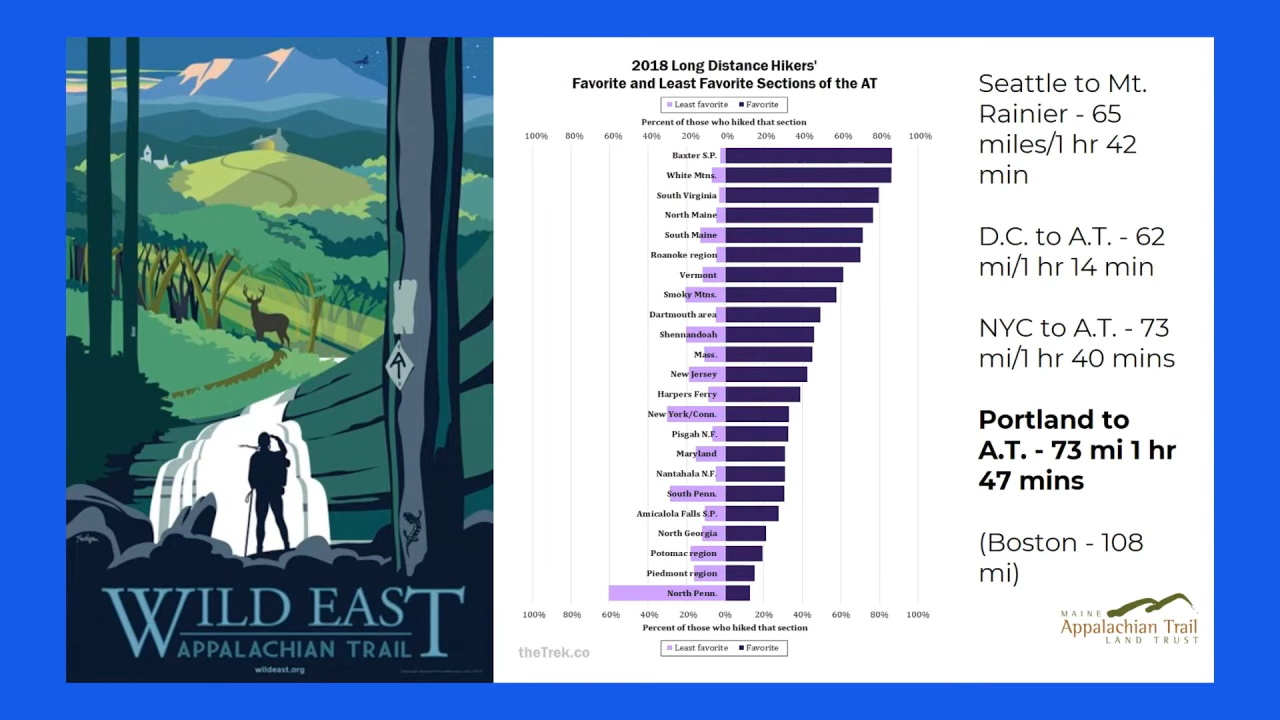 WILD EAST
APPALACHIAN TRAIL
wildeast.org
2018 Long Distance Hikers'
Favorite and Least Favorite Sections of the AT
Least favorite Favorite
Percent of those who hiked that section
100% 80% 60% 40% 20% 0% 20% 40% 60% 80% 100%
Baxter S.P.
White Mtns.
South Virginia
North Maine
South Maine
Roanoke region
Vermont
Smoky Mtns.
Dartmouth area
Shennandoah
Mass.
New Jersey
Harpers Ferry
New York/Conn.
Pisgah N.F.
Maryland
Nantahala N.F.
South Penn.
Amicalola Falls S.P.
North Georgia
Potomac region
Piedmont region
North Penn.
100% 80% 60% 40% 20% 0% 20% 40% 60% 80% 100%
Percent of those who hiked that section
Least favorite Favorite
theTrek.co
Seattle to Mt.
Rainier - 65
miles/1 hr 42
min
D.C. to A.T. - 62
mi/1 hr 14 min
NYC to A.T. - 73
mi/1 hr 40 mins
Portland to
A.T. - 73 mi 1 hr
47 mins
(Boston - 108
mi)
MAINE
Appalachian Trail
LAND TRUST